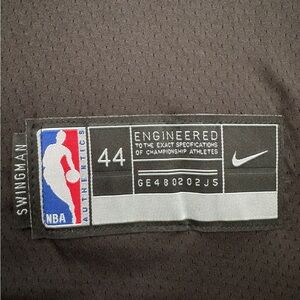 SWINGMAN
NBA
AUTHENTICS
44
ENGINEERED
TO THE EXACT SPECIFICATIONS
OF CHAMPIONSHIP ATHLETES
GE480202JS